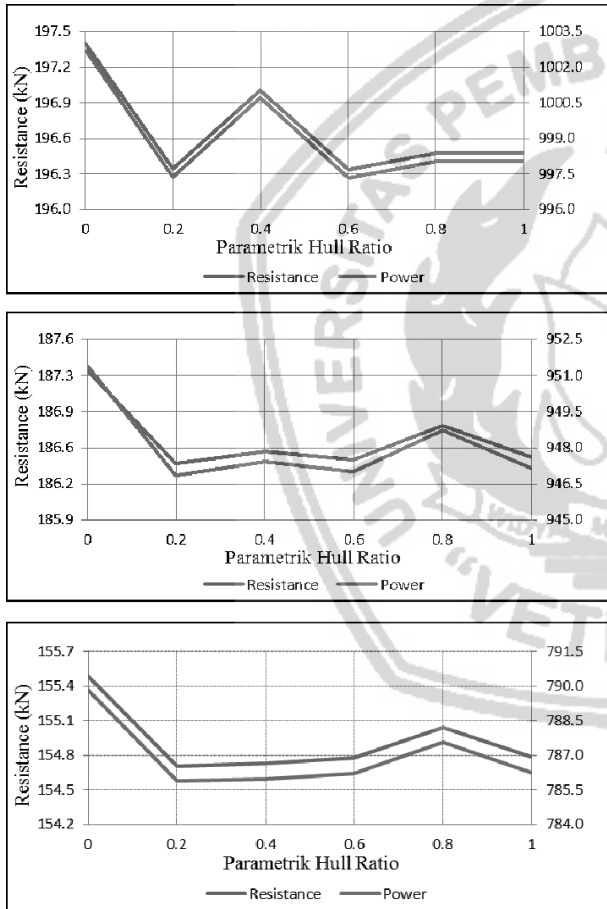 197.5 1003.5
197.2 1002.0
196.9 1000.5
196.6 999.0
196.3 997.5
196.0 996.0
Resistance (kN)
0 0.2 0.4 0.6 0.8 1
Parametrik Hull Ratio
Resistance Power
187.6 952.5
187.3 951.0
186.9 949.5
186.6 948.0
186.2 946.5
185.9 945.0
Resistance (kN)
0 0.2 0.4 0.6 0.8 1
Parametrik Hull Ratio
Resistance Power
155.7 791.5
155.4 790.0
155.1 788.5
154.8 787.0
154.5 785.5
154.2 784.0
Resistance (kN)
0 0.2 0.4 0.6 0.8 1
Parametrik Hull Ratio
Resistance Power
UNIVERSITAS PEMB
"VETE